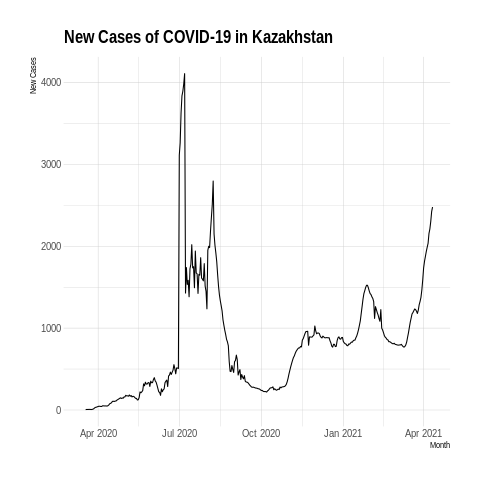 New Cases of COVID-19 in Kazakhstan
New Cases
4000
3000
2000
1000
0
Apr 2020 Jul 2020 Oct 2020 Jan 2021 Apr 2021
Month